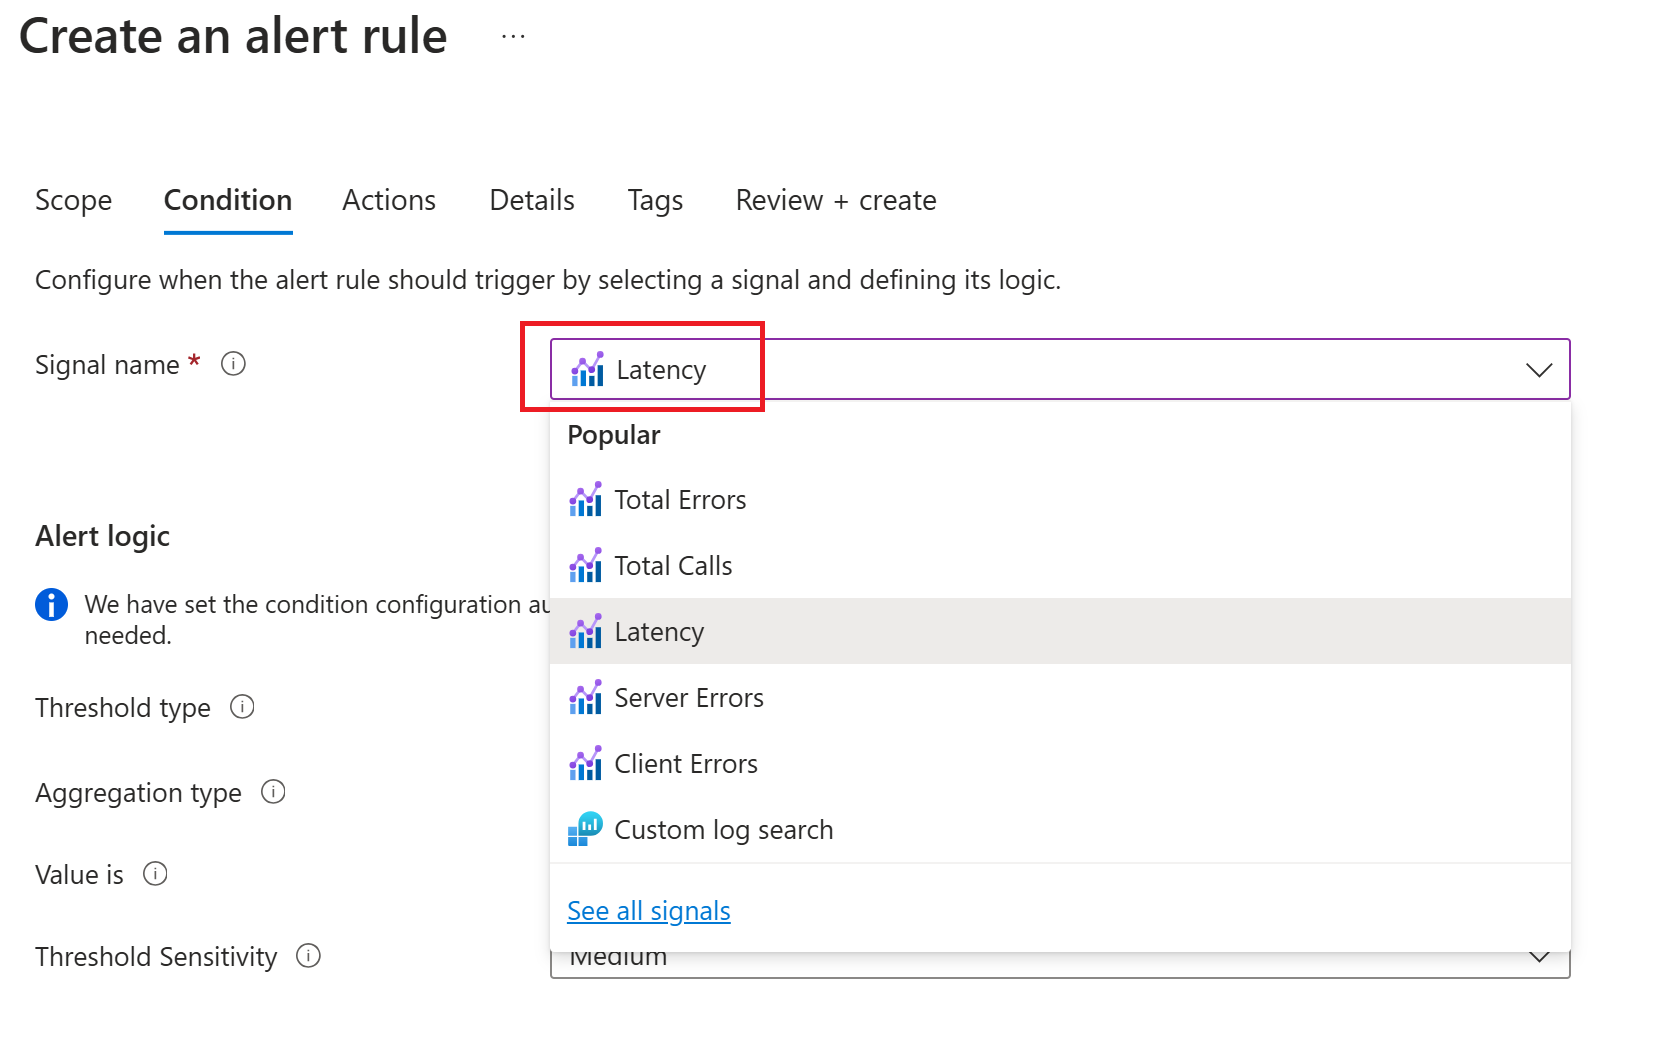 Create an alert rule ...
Scope Condition Actions Details Tags Review + create
Configure when the alert rule should trigger by selecting a signal and defining its logic.
Signal name *
Latency
Popular
Total Errors
Total Calls
Latency
Server Errors
Client Errors
Custom log search
See all signals
Alert logic
We have set the condition configuration au
needed.
Threshold type
Aggregation type
Value is
Threshold Sensitivity
Medium